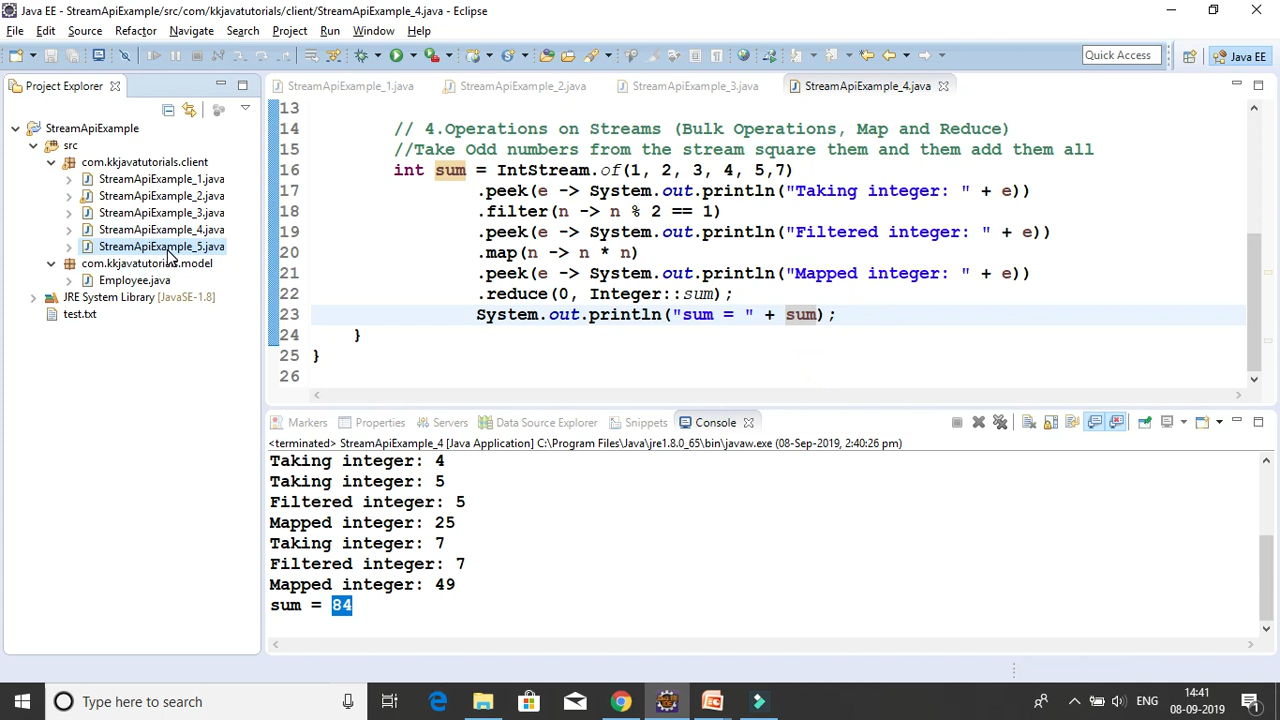 Java EE - StreamApiExample/src/com/kkjavatutorials/client/StreamApiExample_4.java - Eclipse
File Edit Source Refactor Navigate Search Project Run Window Help
Quick Access
Java EE
Project Explorer
StreamApiExample_1.java StreamApiExample_2.java StreamApiExample_3.java StreamApiExample_4.java
StreamApiExample
src
com.kkjavatutorials.client
StreamApiExample_1.java
StreamApiExample_2.java
StreamApiExample_3.java
StreamApiExample_4.java
StreamApiExample_5.java
com.kkjavatutorials.model
Employee.java
JRE System Library [JavaSE-1.8]
test.txt
13
14 // 4.Operations on Streams (Bulk Operations, Map and Reduce)
15 //Take Odd numbers from the stream square them and them add them all
16 int sum = IntStream.of(1, 2, 3, 4, 5,7)
17 .peek(e -> System.out.println("Taking integer: " + e))
18 .filter(n -> n % 2 == 1)
19 .peek(e -> System.out.println("Filtered integer: " + e))
20 .map(n -> n * n)
21 .peek(e -> System.out.println("Mapped integer: " + e))
22 .reduce(0, Integer::sum);
23 System.out.println("sum = " + sum);
24 }
25 }
26
Markers Properties Servers Data Source Explorer Snippets Console
<terminated> StreamApiExample_4 [Java Application] C:\Program Files\Java\jre1.8.0_65\bin\javaw.exe (08-Sep-2019, 2:40:26 pm)
Taking integer: 4
Taking integer: 5
Filtered integer: 5
Mapped integer: 25
Taking integer: 7
Filtered integer: 7
Mapped integer: 49
sum = 84
Type here to search
ENG
14:41
08-09-2019
1